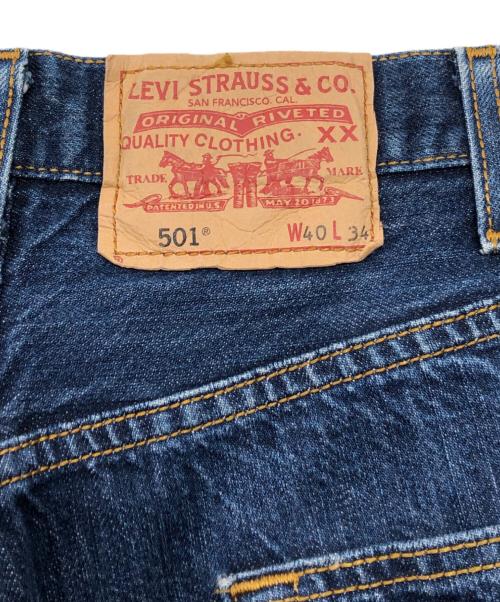 LEVI STRAUSS & CO.
SAN FRANCISCO, CAL.
ORIGINAL RIVETED
QUALITY CLOTHING. XX
TRADE MARK
PATENTED IN U.S. MAY 20 1873
501® W40 L 34